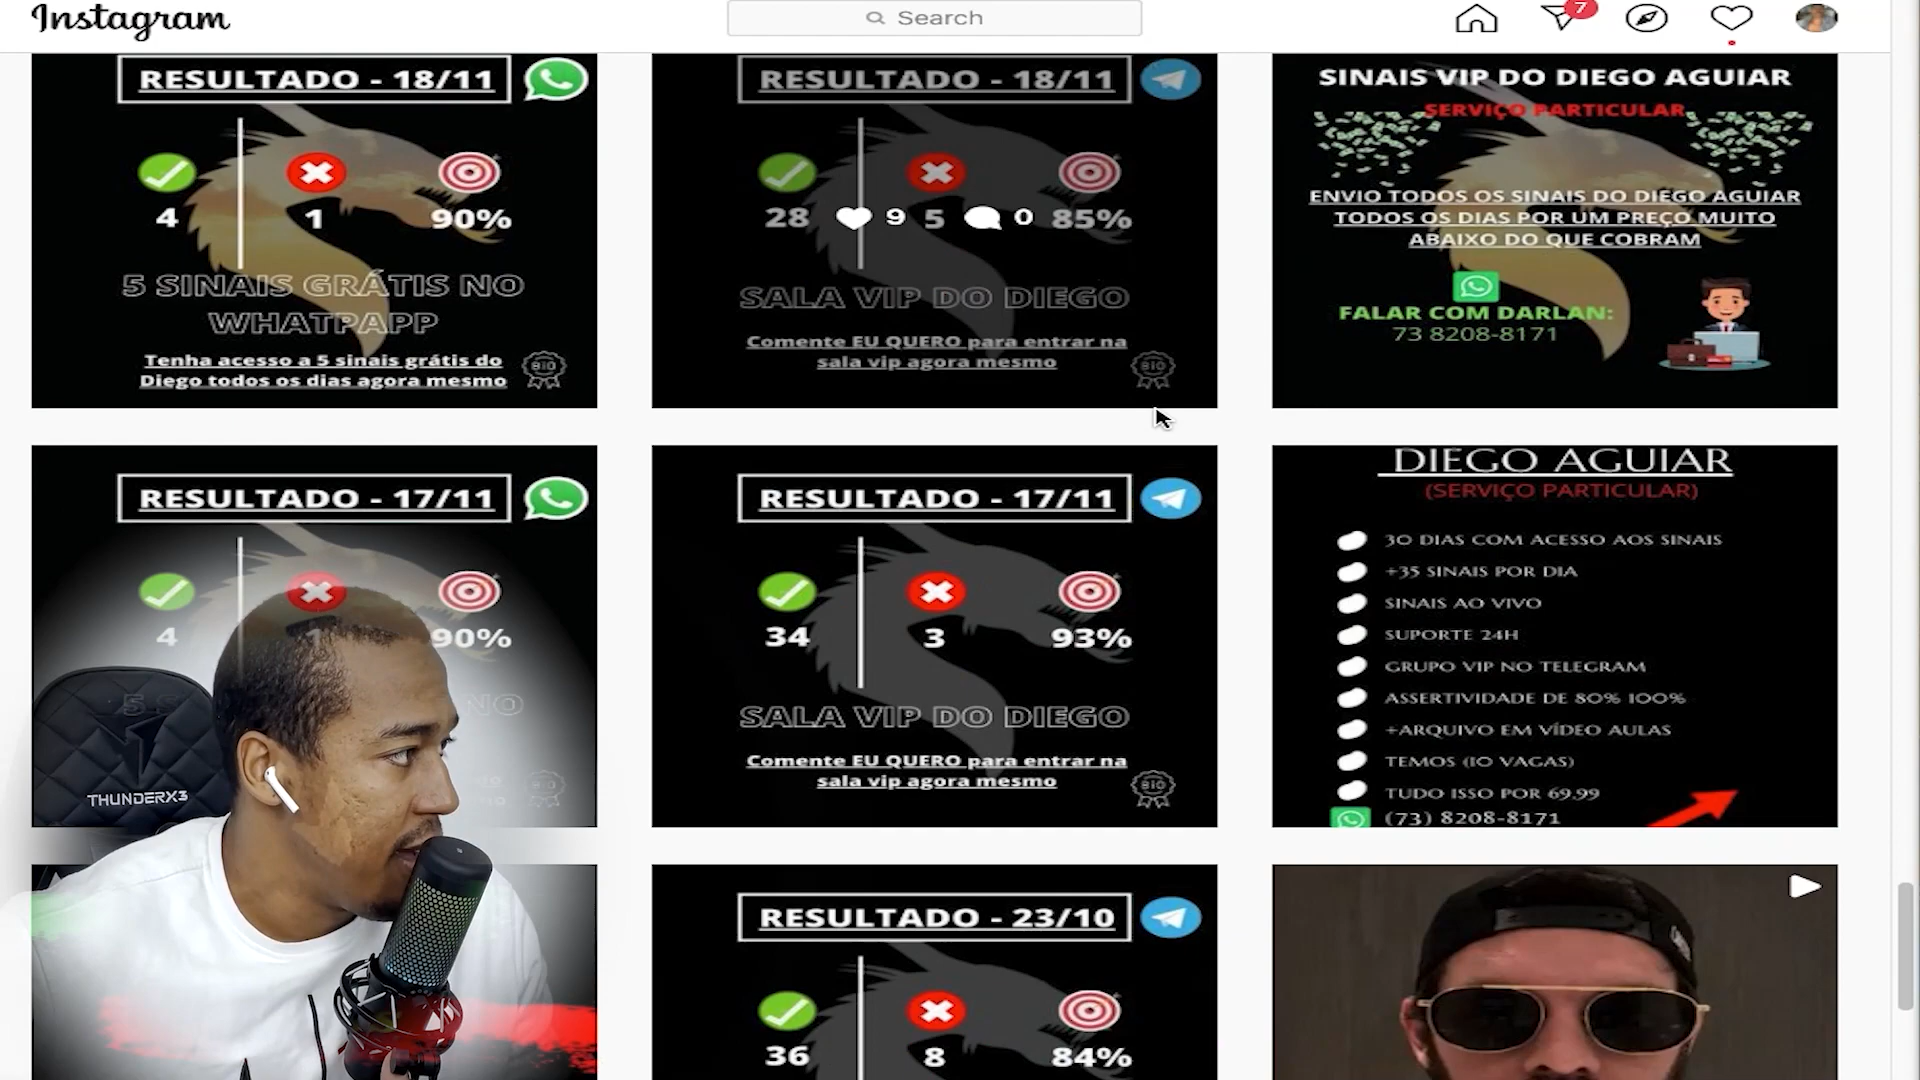 Instagram
Search
7
RESULTADO - 18/11
4
1
90%
5 SINAIS GRÁTIS NO
WHATPAPP
Tenha acesso a 5 sinais grátis do
Diego todos os dias agora mesmo
BIO
RESULTADO - 18/11
28
9
5
0
85%
SALA VIP DO DIEGO
Comente EU QUERO para entrar na
sala vip agora mesmo
BIO
SINAIS VIP DO DIEGO AGUIAR
SERVIÇO PARTICULAR
ENVIO TODOS OS SINAIS DO DIEGO AGUIAR
TODOS OS DIAS POR UM PREÇO MUITO
ABAIXO DO QUE COBRAM
FALAR COM DARLAN:
73 8208-8171
RESULTADO - 17/11
4
1
90%
5 S
NO
BIO
THUNDERX3
RESULTADO - 17/11
34
3
93%
SALA VIP DO DIEGO
Comente EU QUERO para entrar na
sala vip agora mesmo
BIO
DIEGO AGUIAR
(SERVIÇO PARTICULAR)
30 DIAS COM ACESSO AOS SINAIS
+35 SINAIS POR DIA
SINAIS AO VIVO
SUPORTE 24H
GRUPO VIP NO TELEGRAM
ASSERTIVIDADE DE 80% 100%
+ARQUIVO EM VÍDEO AULAS
TEMOS (10 VAGAS)
TUDO ISSO POR 69,99
(73) 8208-8171
RESULTADO - 23/10
36
8
84%